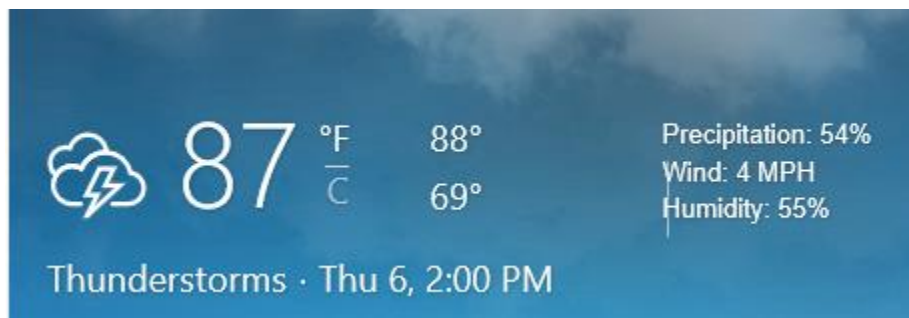 87 °F
C
88°
69°
Precipitation: 54%
Wind: 4 MPH
Humidity: 55%
Thunderstorms · Thu 6, 2:00 PM